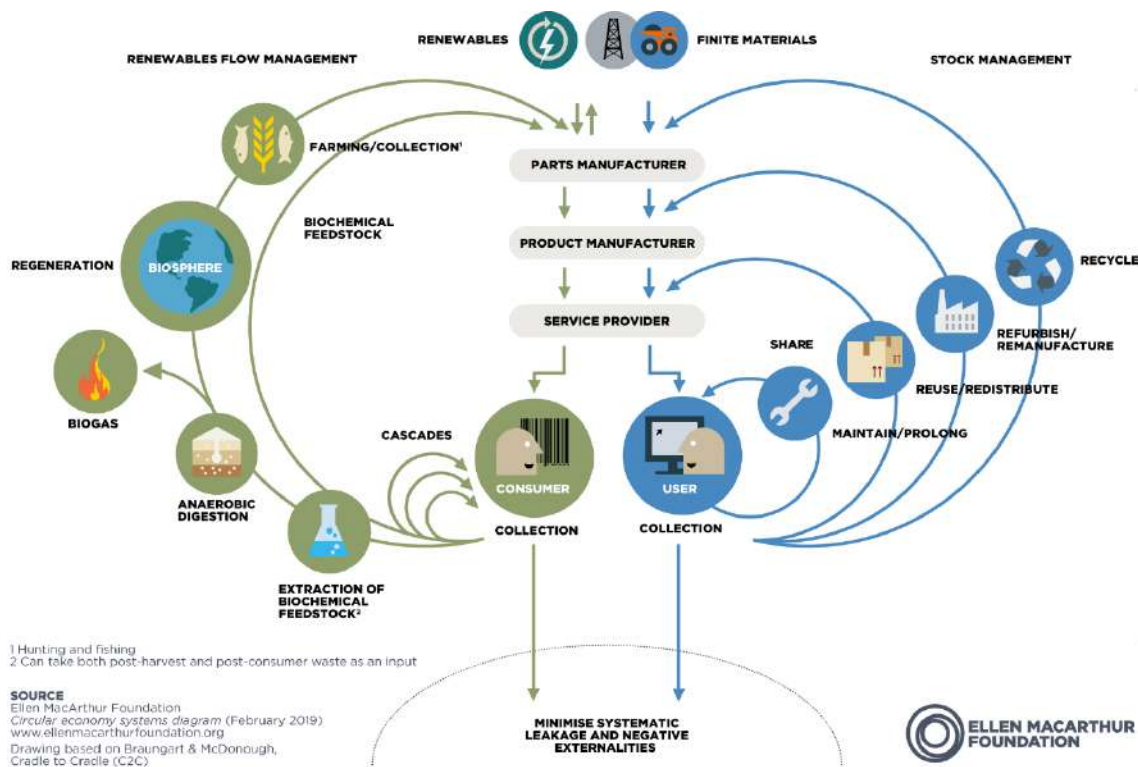 RENEWABLES
FINITE MATERIALS
RENEWABLES FLOW MANAGEMENT
STOCK MANAGEMENT
FARMING/COLLECTION¹
PARTS MANUFACTURER
BIOCHEMICAL
FEEDSTOCK
PRODUCT MANUFACTURER
REGENERATION
BIOSPHERE
RECYCLE
SERVICE PROVIDER
SHARE
REFURBISH/
REMANUFACTURE
REUSE/REDISTRIBUTE
BIOGAS
CASCADES
MAINTAIN/PROLONG
CONSUMER
USER
ANAEROBIC
DIGESTION
COLLECTION
COLLECTION
EXTRACTION OF
BIOCHEMICAL
FEEDSTOCK²
1 Hunting and fishing
2 Can take both post-harvest and post-consumer waste as an input
SOURCE
Ellen MacArthur Foundation
Circular economy systems diagram (February 2019)
www.ellenmacarthurfoundation.org
Drawing based on Braungart & McDonough,
Cradle to Cradle (C2C)
MINIMISE SYSTEMATIC
LEAKAGE AND NEGATIVE
EXTERNALITIES
ELLEN MACARTHUR
FOUNDATION